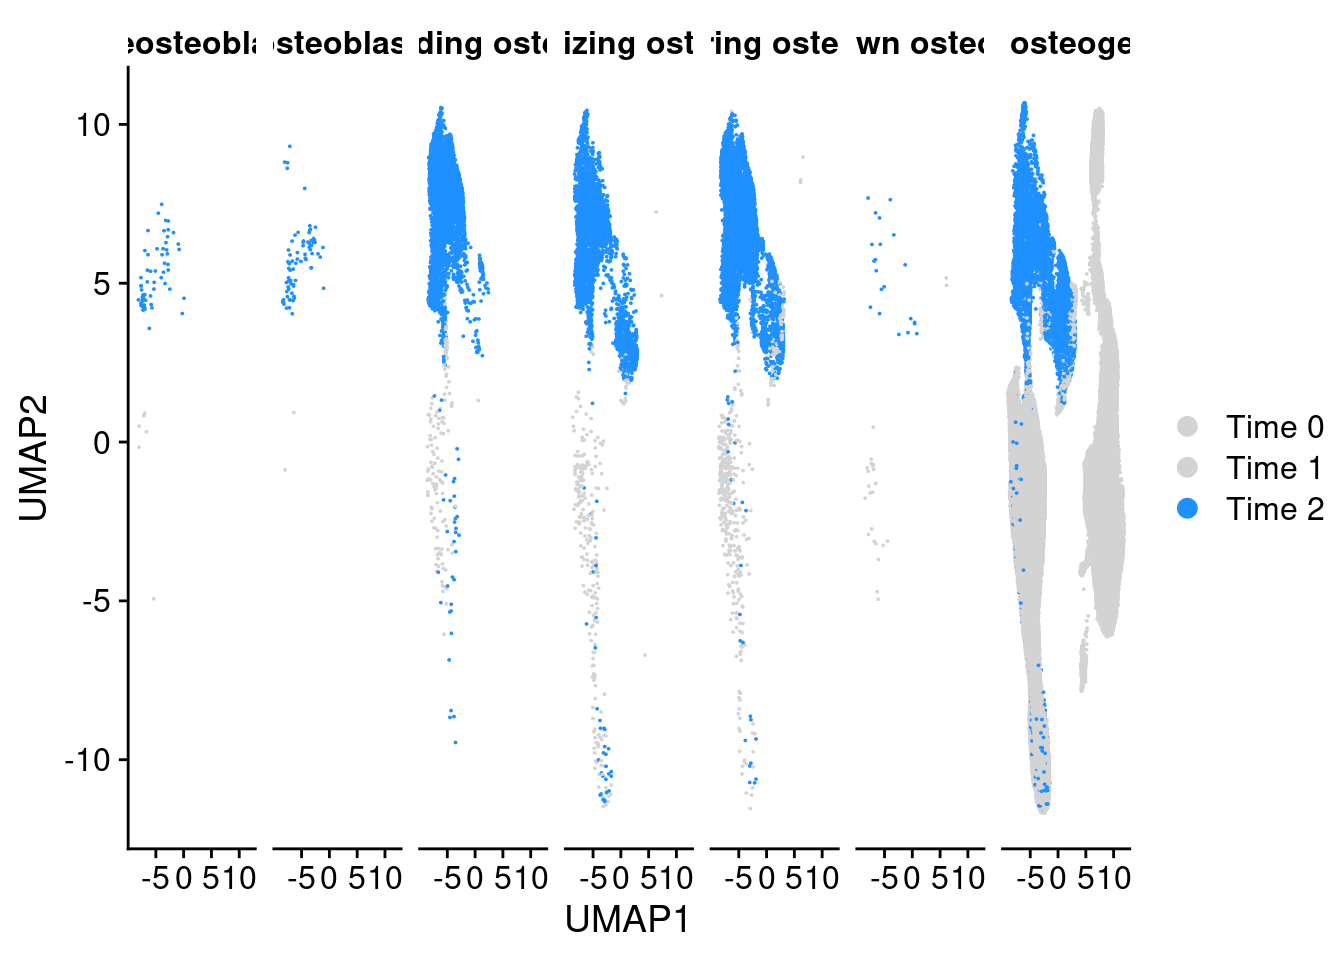 eosteobla steoblas ding oste izing ost ring oste wn osteo osteoge
10
5
0
-5
-10
UMAP2
-5 0 5 10 -5 0 5 10 -5 0 5 10 -5 0 5 10 -5 0 5 10 -5 0 5 10 -5 0 5 10
UMAP1
Time 0
Time 1
Time 2